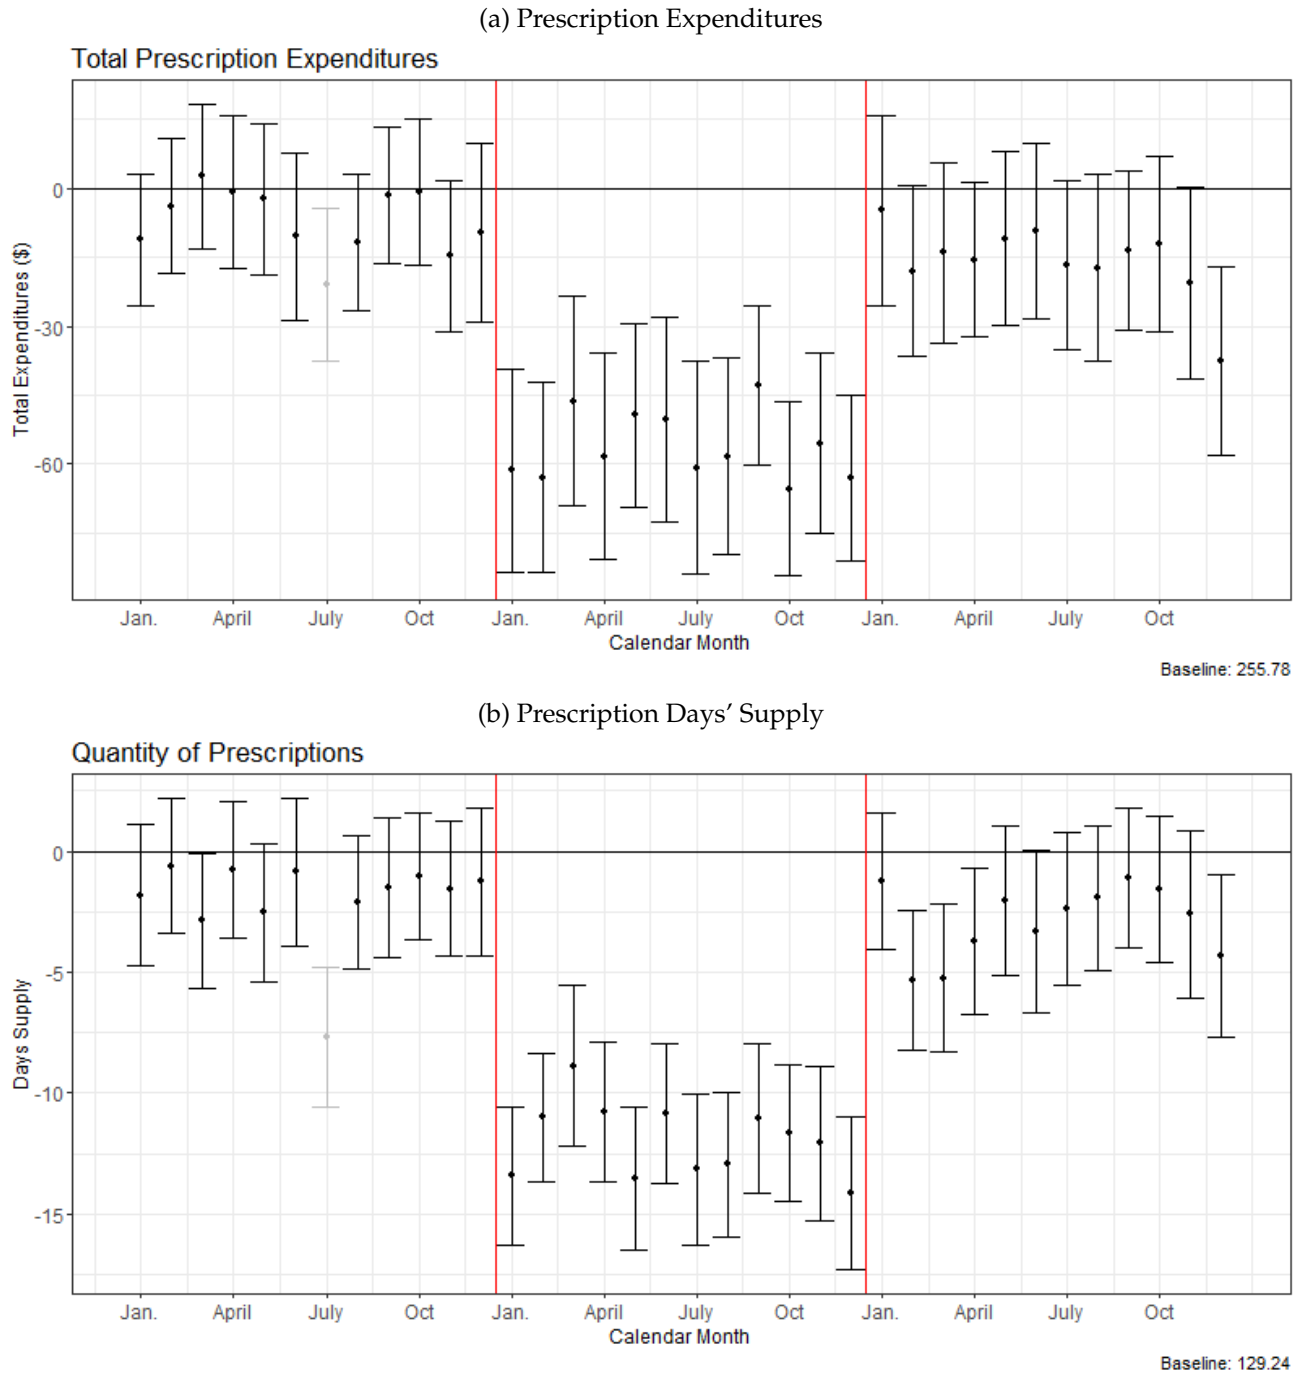 (a) Prescription Expenditures
Total Prescription Expenditures
Total Expenditures ($)
0
-30
-60
Jan. April July Oct Jan. April July Oct Jan. April July Oct
Calendar Month
Baseline: 255.78
(b) Prescription Days’ Supply
Quantity of Prescriptions
Days Supply
0
-5
-10
-15
Jan. April July Oct Jan. April July Oct Jan. April July Oct
Calendar Month
Baseline: 129.24